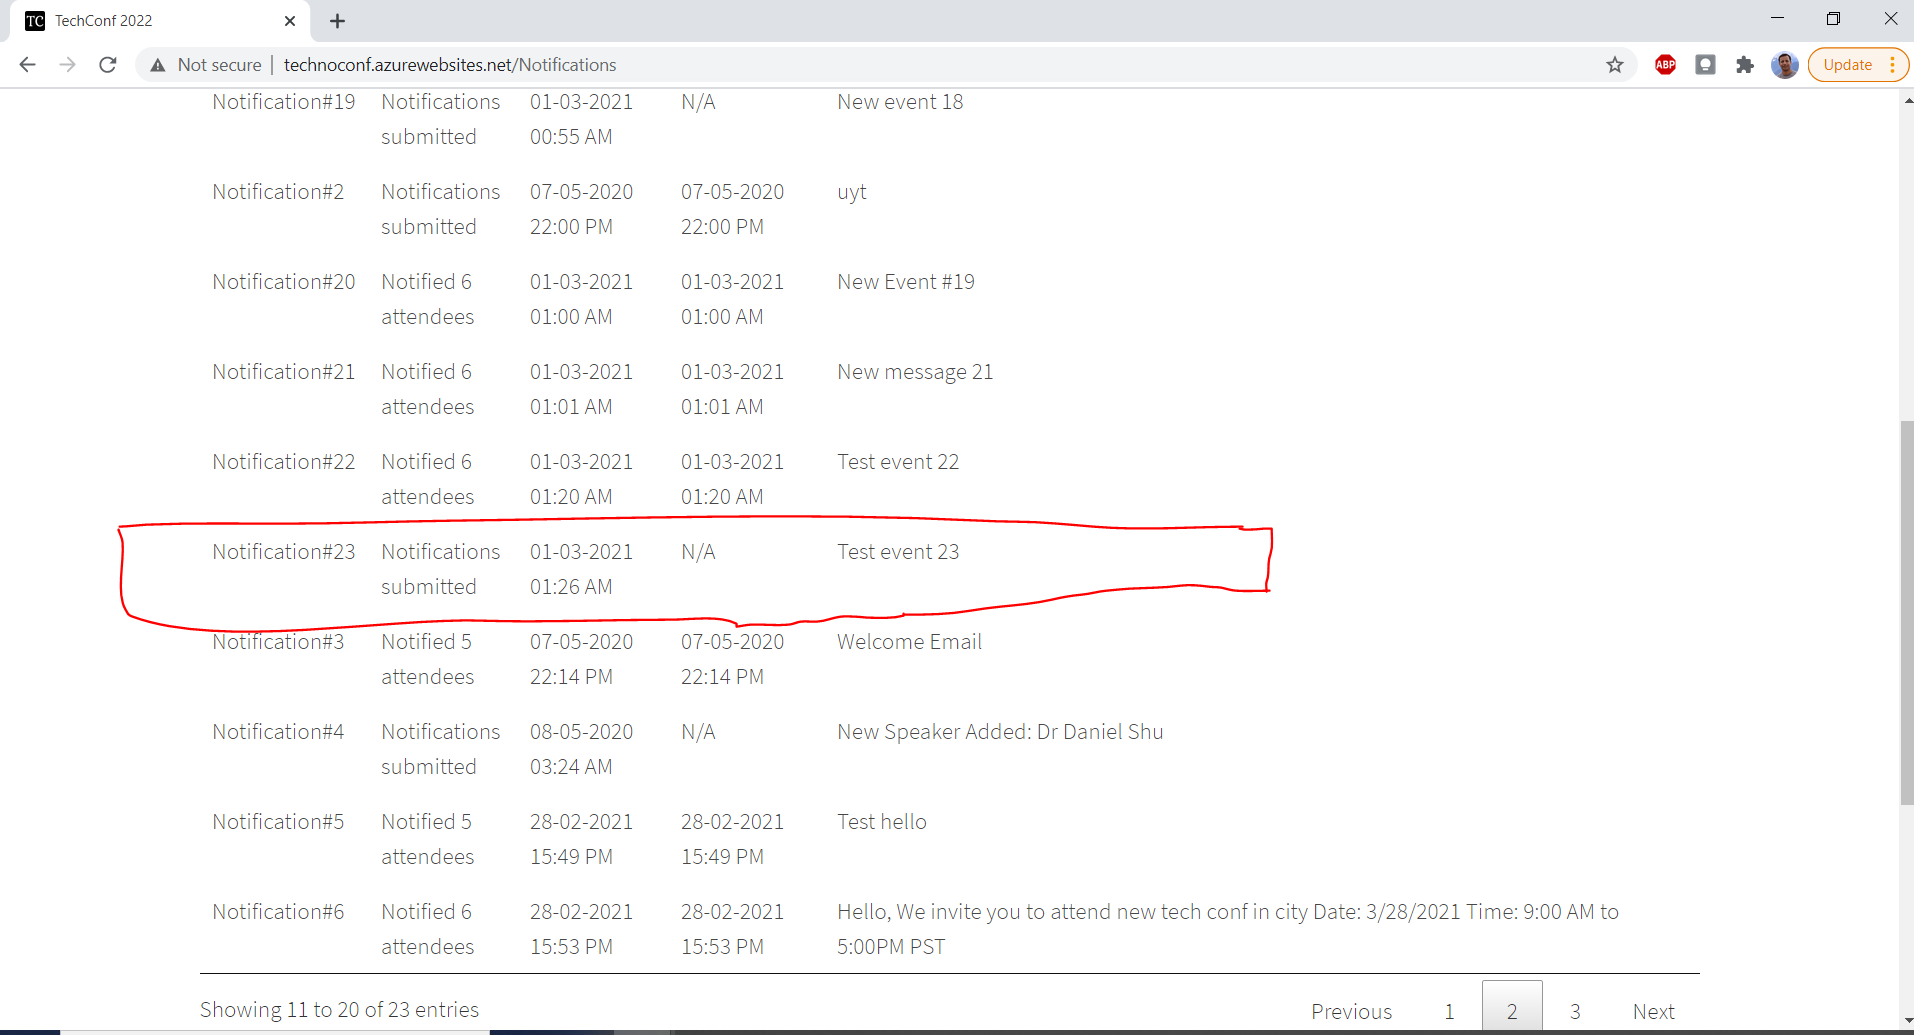 TC TechConf 2022
Not secure technoconf.azurewebsites.net/Notifications ABP Update
Notification#19 Notifications 01-03-2021 N/A New event 18
submitted 00:55 AM
Notification#2 Notifications 07-05-2020 07-05-2020 uyt
submitted 22:00 PM 22:00 PM
Notification#20 Notified 6 01-03-2021 01-03-2021 New Event #19
attendees 01:00 AM 01:00 AM
Notification#21 Notified 6 01-03-2021 01-03-2021 New message 21
attendees 01:01 AM 01:01 AM
Notification#22 Notified 6 01-03-2021 01-03-2021 Test event 22
attendees 01:20 AM 01:20 AM
Notification#23 Notifications 01-03-2021 N/A Test event 23
submitted 01:26 AM
Notification#3 Notified 5 07-05-2020 07-05-2020 Welcome Email
attendees 22:14 PM 22:14 PM
Notification#4 Notifications 08-05-2020 N/A New Speaker Added: Dr Daniel Shu
submitted 03:24 AM
Notification#5 Notified 5 28-02-2021 28-02-2021 Test hello
attendees 15:49 PM 15:49 PM
Notification#6 Notified 6 28-02-2021 28-02-2021 Hello, We invite you to attend new tech conf in city Date: 3/28/2021 Time: 9:00 AM to
attendees 15:53 PM 15:53 PM 5:00PM PST
Showing 11 to 20 of 23 entries Previous 1 2 3 Next